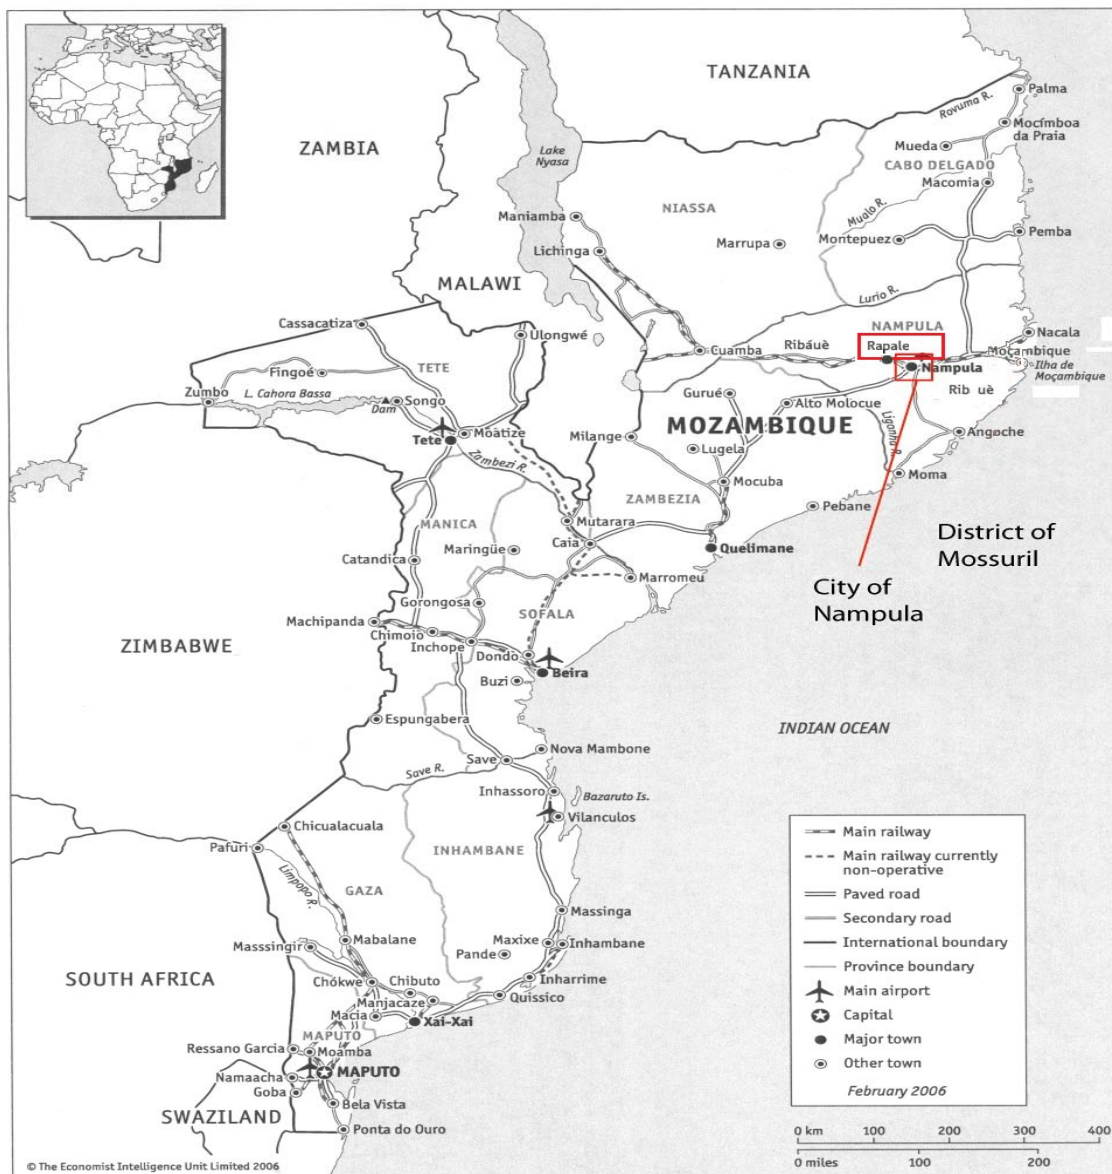 TANZANIA
Palma
Rovuma R.
Mocímboa
da Praia
Mueda
CABO DELGADO
ZAMBIA
Lake
Nyasa
Macomia
Maniamba
NIASSA
Mualo R.
Lichinga
Marrupa
Montepuez
Pemba
MALAWI
Lurio R.
Cassacatiza
Ulongwé
NAMPULA
Nacala
Cuamba
Ribáuè
Rapale
Moçambique
Ilha de
Moçambique
TETE
Fingoé
Nampula
Zumbo
L. Cahora Bassa
Dam
Songo
Gurué
Alto Molocue
Rib uè
Tete
Moatize
Milange
MOZAMBIQUE
Ligonha R.
Angoche
Zambezi R.
Lugela
Moma
ZAMBEZIA
Mocuba
Pebane
MANICA
Mutarara
Maringüe
Caia
Quelimane
District of
Mossuril
Catandica
Marromeu
City of
Nampula
Gorongosa
SOFALA
Machipanda
Chimoio
Inchope
ZIMBABWE
Dondo
Beira
Buzi
Espungabera
INDIAN OCEAN
Nova Mambone
Save
Save R.
Inhassoro
Bazaruto Is.
Vilanculos
Chicualacuala
Pafuri
INHAMBANE
Limpopo R.
GAZA
Massinga
Masssingir
Mabalane
Maxixe
Inhambane
Pande
SOUTH AFRICA
Chókwe
Chibuto
Inharrime
Manjacaze
Quissico
Macia
Xai-Xai
MAPUTO
Ressano Garcia
Moamba
Namaacha
MAPUTO
Goba
Bela Vista
SWAZILAND
Ponta do Ouro
Main railway
Main railway currently
non-operative
Paved road
Secondary road
International boundary
Province boundary
Main airport
Capital
Major town
Other town
February 2006
0 km 100 200 300 400
0 miles 100 200
© The Economist Intelligence Unit Limited 2006